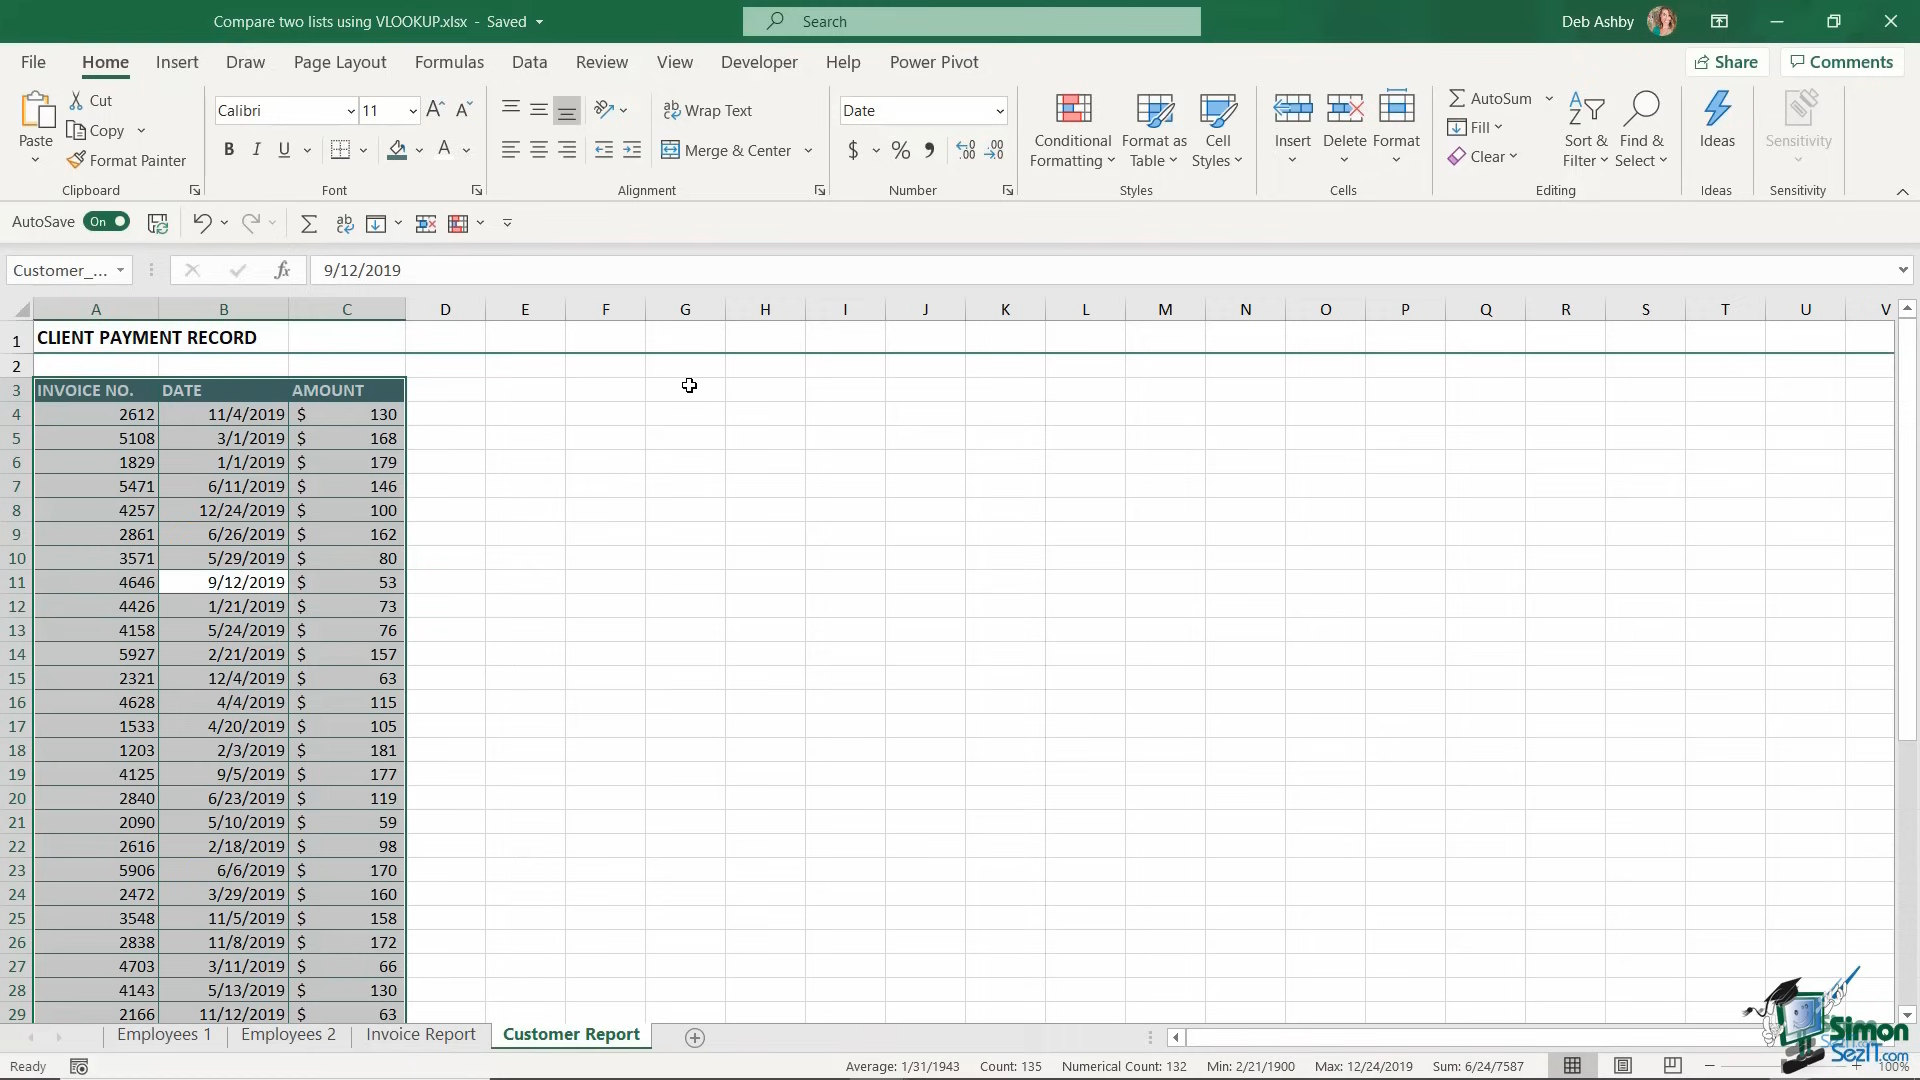 Compare two lists using VLOOKUP.xlsx - Saved
Search
Deb Ashby
File Home Insert Draw Page Layout Formulas Data Review View Developer Help Power Pivot
Share Comments
Paste
Cut
Copy
Format Painter
Clipboard
Calibri 11
B I U A
Font
ab Wrap Text
Merge & Center
Alignment
Date
$ % 9 .00 .00
Number
Conditional Formatting
Format as Table
Cell Styles
Styles
Insert Delete Format
Cells
AutoSum
Fill
Clear
Sort & Filter
Find & Select
Editing
Ideas
Ideas
Sensitivity
Sensitivity
AutoSave On
Customer_... fx 9/12/2019
A B C D E F G H I J K L M N O P Q R S T U V
1 CLIENT PAYMENT RECORD
2
3 INVOICE NO. DATE AMOUNT
4 2612 11/4/2019 $ 130
5 5108 3/1/2019 $ 168
6 1829 1/1/2019 $ 179
7 5471 6/11/2019 $ 146
8 4257 12/24/2019 $ 100
9 2861 6/26/2019 $ 162
10 3571 5/29/2019 $ 80
11 4646 9/12/2019 $ 53
12 4426 1/21/2019 $ 73
13 4158 5/24/2019 $ 76
14 5927 2/21/2019 $ 157
15 2321 12/4/2019 $ 63
16 4628 4/4/2019 $ 115
17 1533 4/20/2019 $ 105
18 1203 2/3/2019 $ 181
19 4125 9/5/2019 $ 177
20 2840 6/23/2019 $ 119
21 2090 5/10/2019 $ 59
22 2616 2/18/2019 $ 98
23 5906 6/6/2019 $ 170
24 2472 3/29/2019 $ 160
25 3548 11/5/2019 $ 158
26 2838 11/8/2019 $ 172
27 4703 3/11/2019 $ 66
28 4143 5/13/2019 $ 130
29 2166 11/12/2019 $ 63
Employees 1 Employees 2 Invoice Report Customer Report
Simon
SezIT.com
Ready
Average: 1/31/1943 Count: 135 Numerical Count: 132 Min: 2/21/1900 Max: 12/24/2019 Sum: 6/24/7587
100%